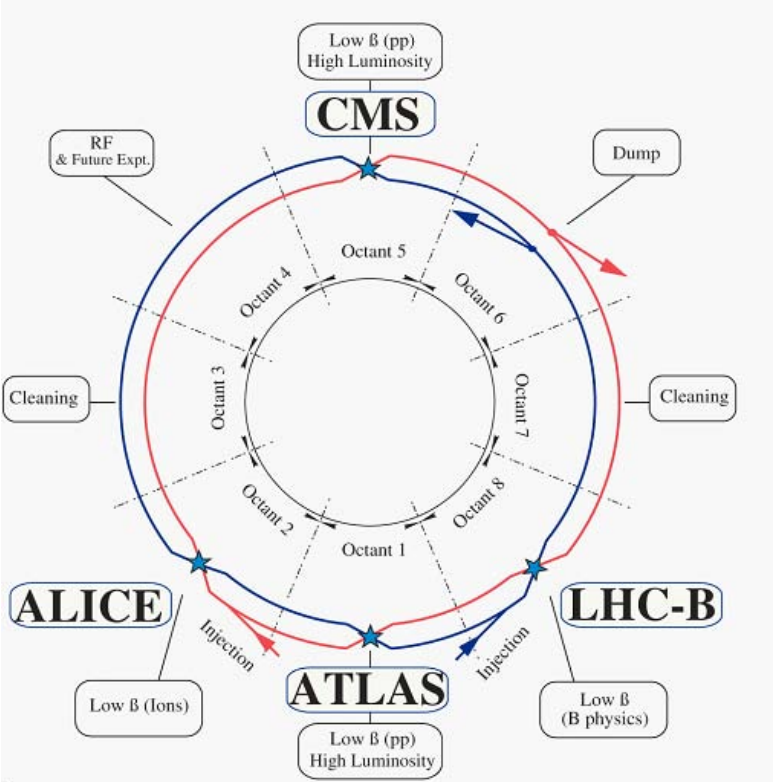 Low ß (pp)
High Luminosity
CMS
RF
& Future Expt.
Dump
Octant 5
Octant 4
Octant 6
Cleaning
Octant 3
Octant 7
Cleaning
Octant 2
Octant 8
Octant 1
ALICE
LHC-B
Injection
Injection
ATLAS
Low ß (Ions)
Low ß
(B physics)
Low ß (pp)
High Luminosity